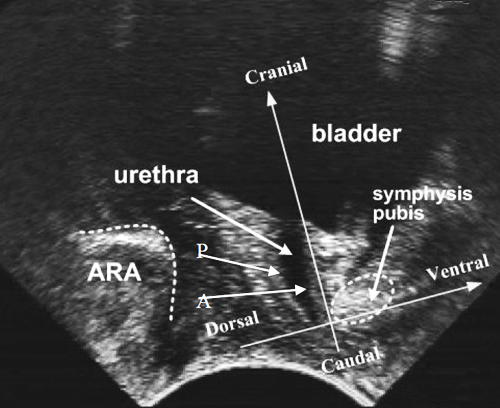 Cranial
bladder
urethra
symphysis
pubis
P
ARA
Ventral
A
Dorsal
Caudal